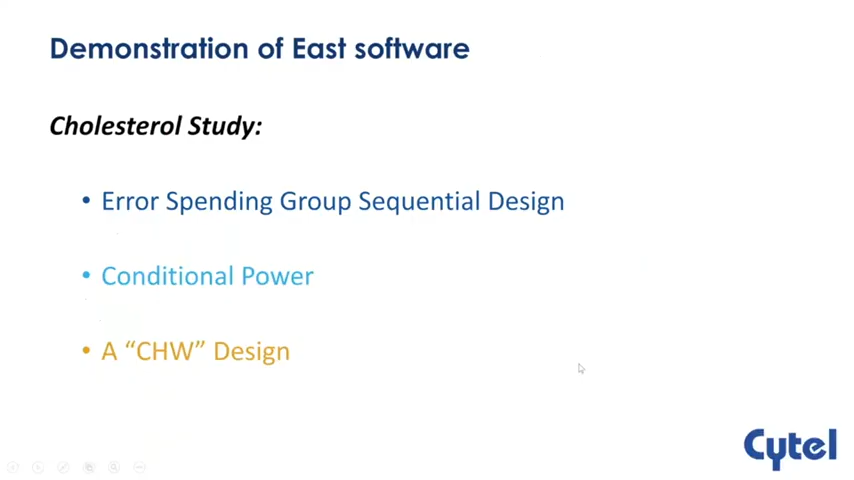 Demonstration of East software
Cholesterol Study:
• Error Spending Group Sequential Design
• Conditional Power
• A “CHW” Design
Cytel